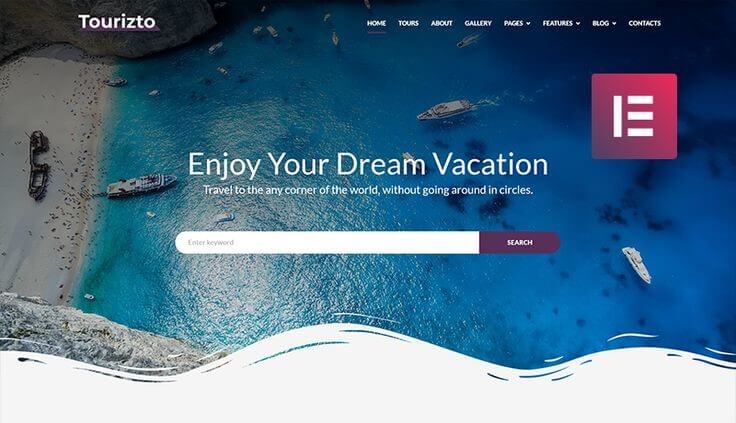 Tourizto
HOME TOURS ABOUT GALLERY PAGES FEATURES BLOG CONTACTS
Enjoy Your Dream Vacation
Travel to the any corner of the world, without going around in circles.
Enter keyword SEARCH